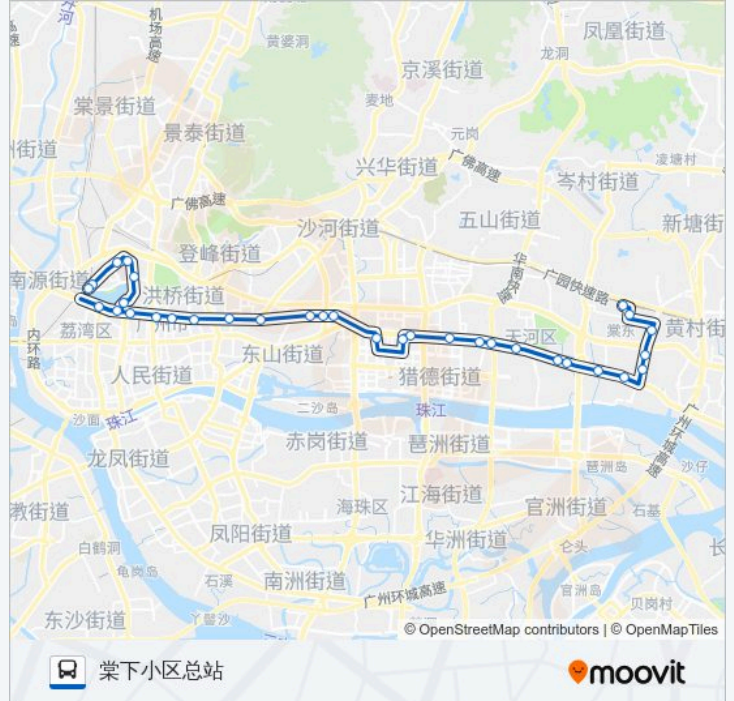 凤凰街道
机场高速
黄婆洞
龙洞
京溪街道
麦地
棠景街道
元岗
景泰街道
州街道
兴华街道
广佛高速
凌塘村
岑村街道
广佛高速
五山街道
新塘街
沙河街道
登峰街道
华南快速
广园快速路
南源街道
洪桥街道
荔湾区
广州市
天河区
棠东
黄村街
内环路
东山街道
人民街道
猎德街道
二沙岛
珠江
沙面
珠江
广州环城高速
赤岗街道
琶洲街道
龙凤街道
琶洲岛
沙仔
江海街道
海珠区
官洲街道
石基
教街道
凤阳街道
华洲街道
白鹤洞
仑头
长
龟岗岛
石溪
南洲街道
官洲岛
广州环城高速
贝岗村
东沙街道
丫髻沙
© OpenStreetMap contributors | © OpenMapTiles
棠下小区总站
moovit